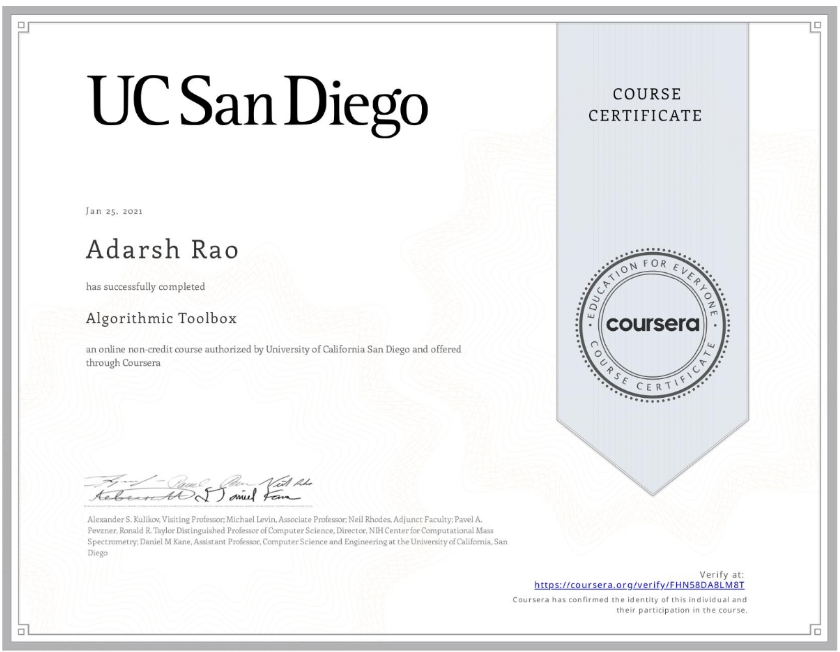 UC San Diego
COURSE
CERTIFICATE
Jan 25, 2021
Adarsh Rao
has successfully completed
Algorithmic Toolbox
an online non-credit course authorized by University of California San Diego and offered
through Coursera
EDUCATION FOR EVERYONE
coursera
COURSE CERTIFICATE
Alexander S. Kulikov, Visiting Professor; Michael Levin, Associate Professor; Neil Rhodes, Adjunct Faculty; Pavel A.
Pevzner, Ronald R. Taylor Distinguished Professor of Computer Science, Director, NIH Center for Computational Mass
Spectrometry; Daniel M Kane, Assistant Professor, Computer Science and Engineering at the University of California, San
Diego
Verify at:
https://coursera.org/verify/FHN58DA8LM8T
Coursera has confirmed the identity of this individual and
their participation in the course.